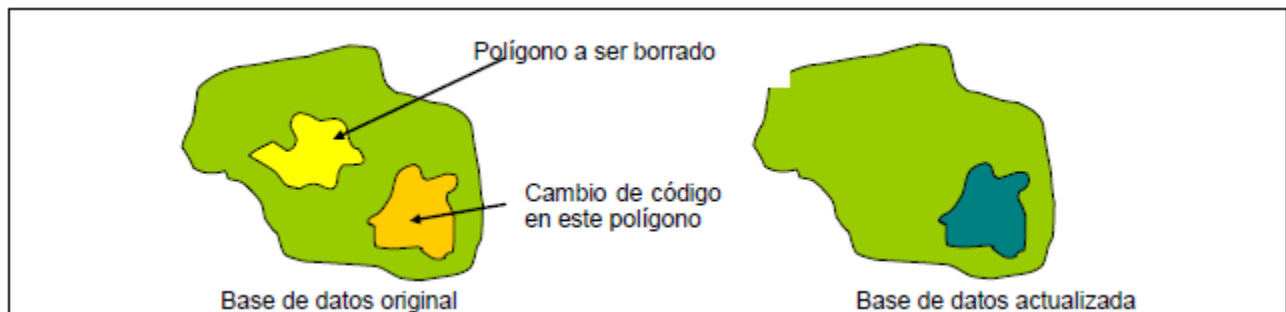 Polígono a ser borrado
Cambio de código
en este polígono
Base de datos original
Base de datos actualizada